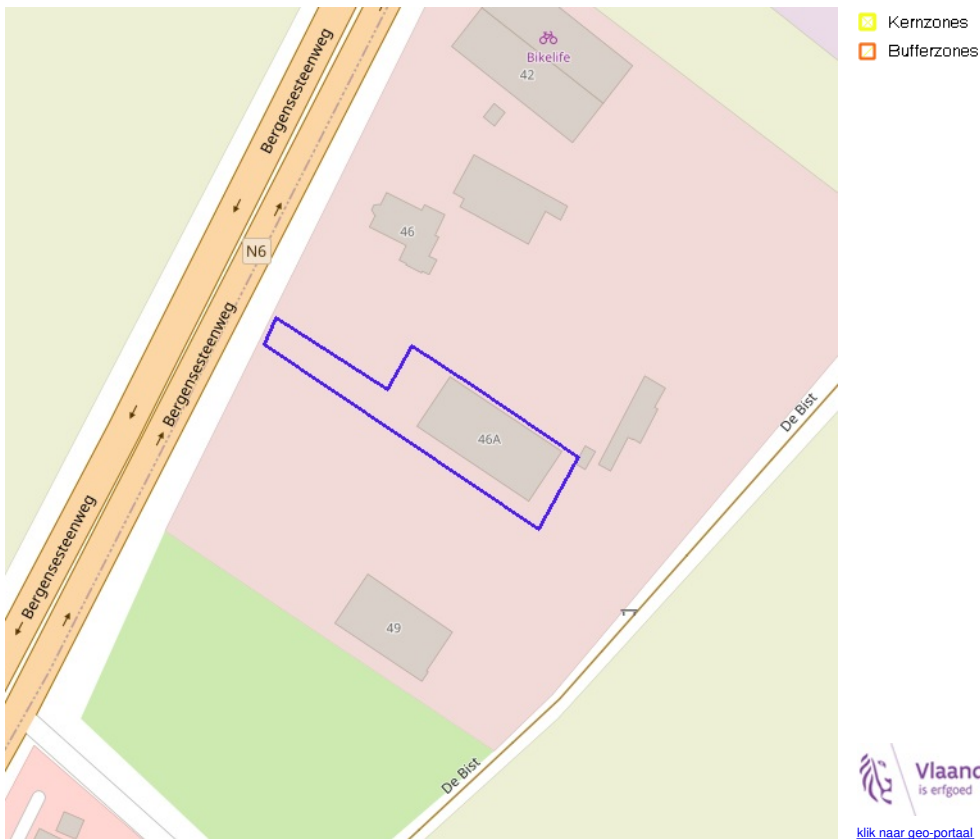 Kernzones
Bufferzones
Bergensesteenweg
Bikelife
42
46
N6
Bergensesteenweg
46A
De Bist
Bergensesteenweg
49
De Bist
Vlaand
is erfgoed
klik naar geo-portaal